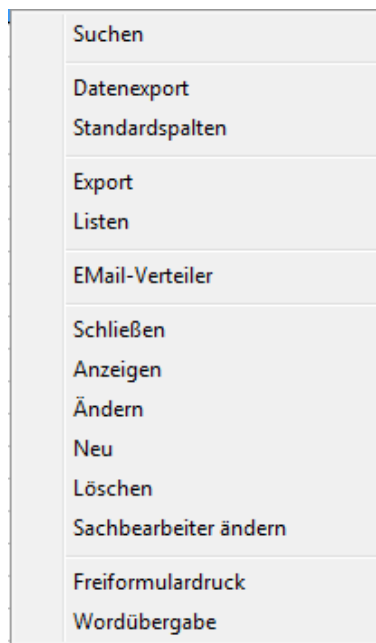 Suchen
Datenexport
Standardspalten
Export
Listen
EMail-Verteiler
Schließen
Anzeigen
Ändern
Neu
Löschen
Sachbearbeiter ändern
Freiformulardruck
Wordübergabe